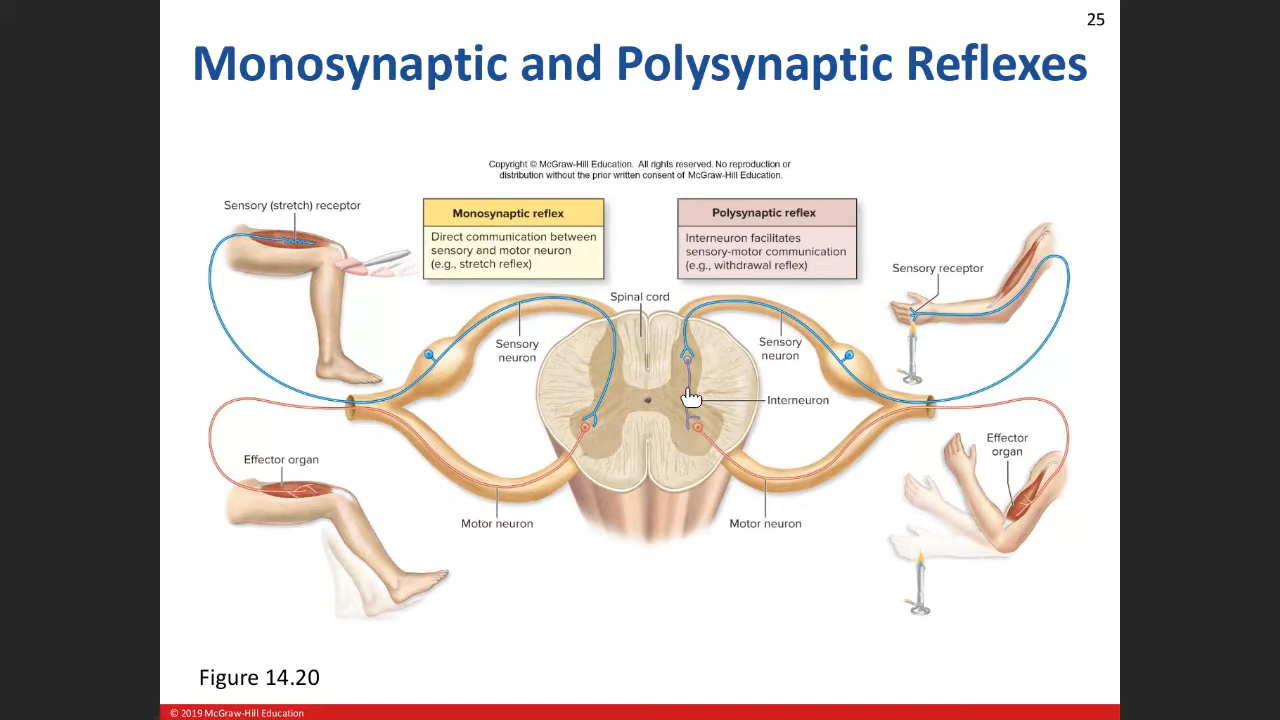 25
Monosynaptic and Polysynaptic Reflexes
Copyright © McGraw-Hill Education. All rights reserved. No reproduction or
distribution without the prior written consent of McGraw-Hill Education.
Sensory (stretch) receptor
Monosynaptic reflex
Direct communication between
sensory and motor neuron
(e.g., stretch reflex)
Polysynaptic reflex
Interneuron facilitates
sensory-motor communication
(e.g., withdrawal reflex)
Sensory receptor
Spinal cord
Sensory
neuron
Sensory
neuron
Interneuron
Effector organ
Effector
organ
Motor neuron
Motor neuron
Figure 14.20
© 2019 McGraw-Hill Education